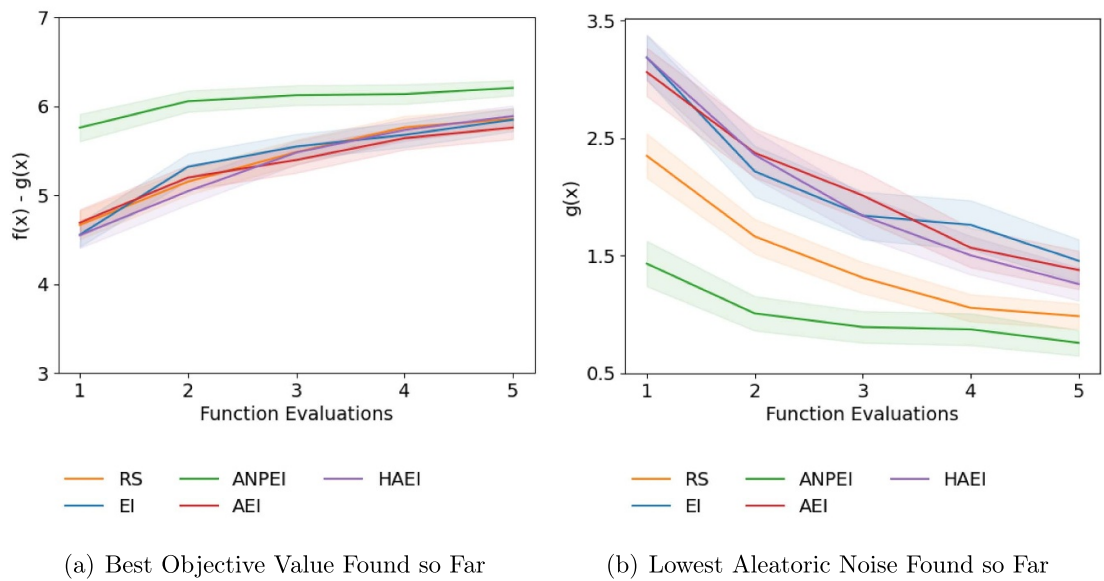 7
6
5
4
3
f(x) - g(x)
1 2 3 4 5
Function Evaluations
RS ANPEI HAEI
EI AEI
(a) Best Objective Value Found so Far
3.5
2.5
1.5
0.5
g(x)
1 2 3 4 5
Function Evaluations
RS ANPEI HAEI
EI AEI
(b) Lowest Aleatoric Noise Found so Far